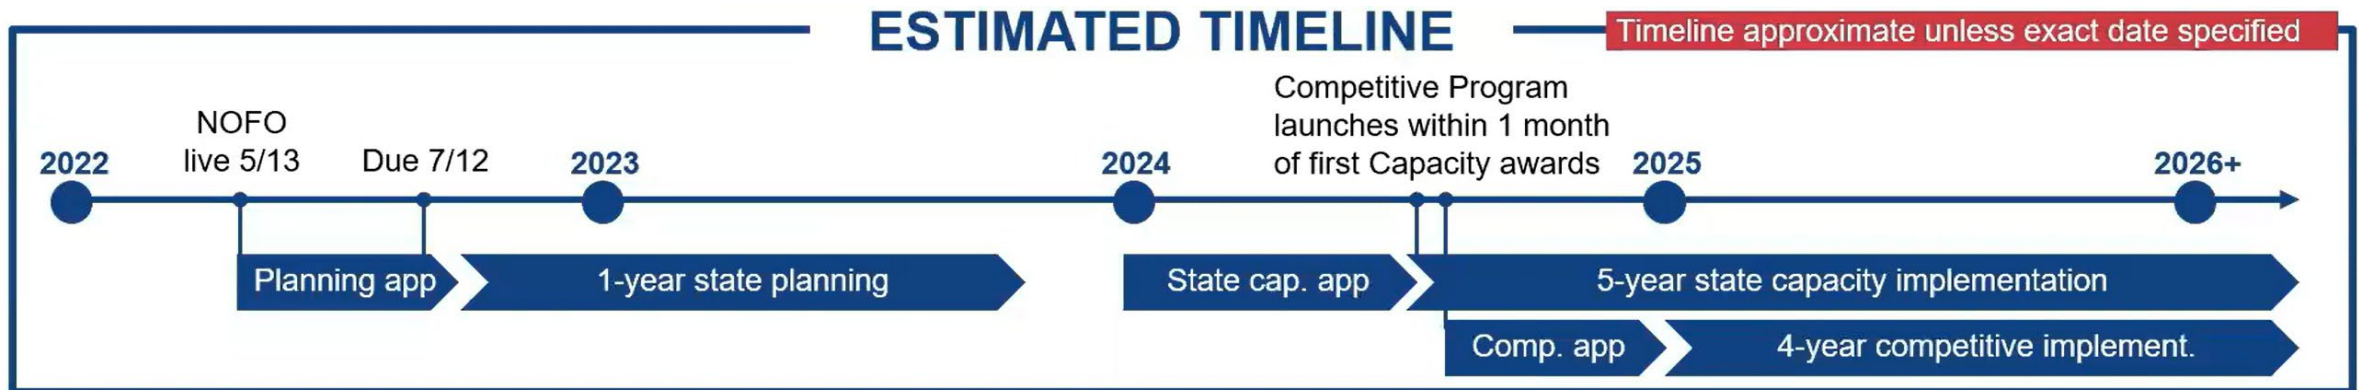 ESTIMATED TIMELINE
Timeline approximate unless exact date specified
Competitive Program
launches within 1 month
of first Capacity awards
NOFO
live 5/13
Due 7/12
2022
2023
2024
2025
2026+
Planning app
1-year state planning
State cap. app
5-year state capacity implementation
Comp. app
4-year competitive implement.